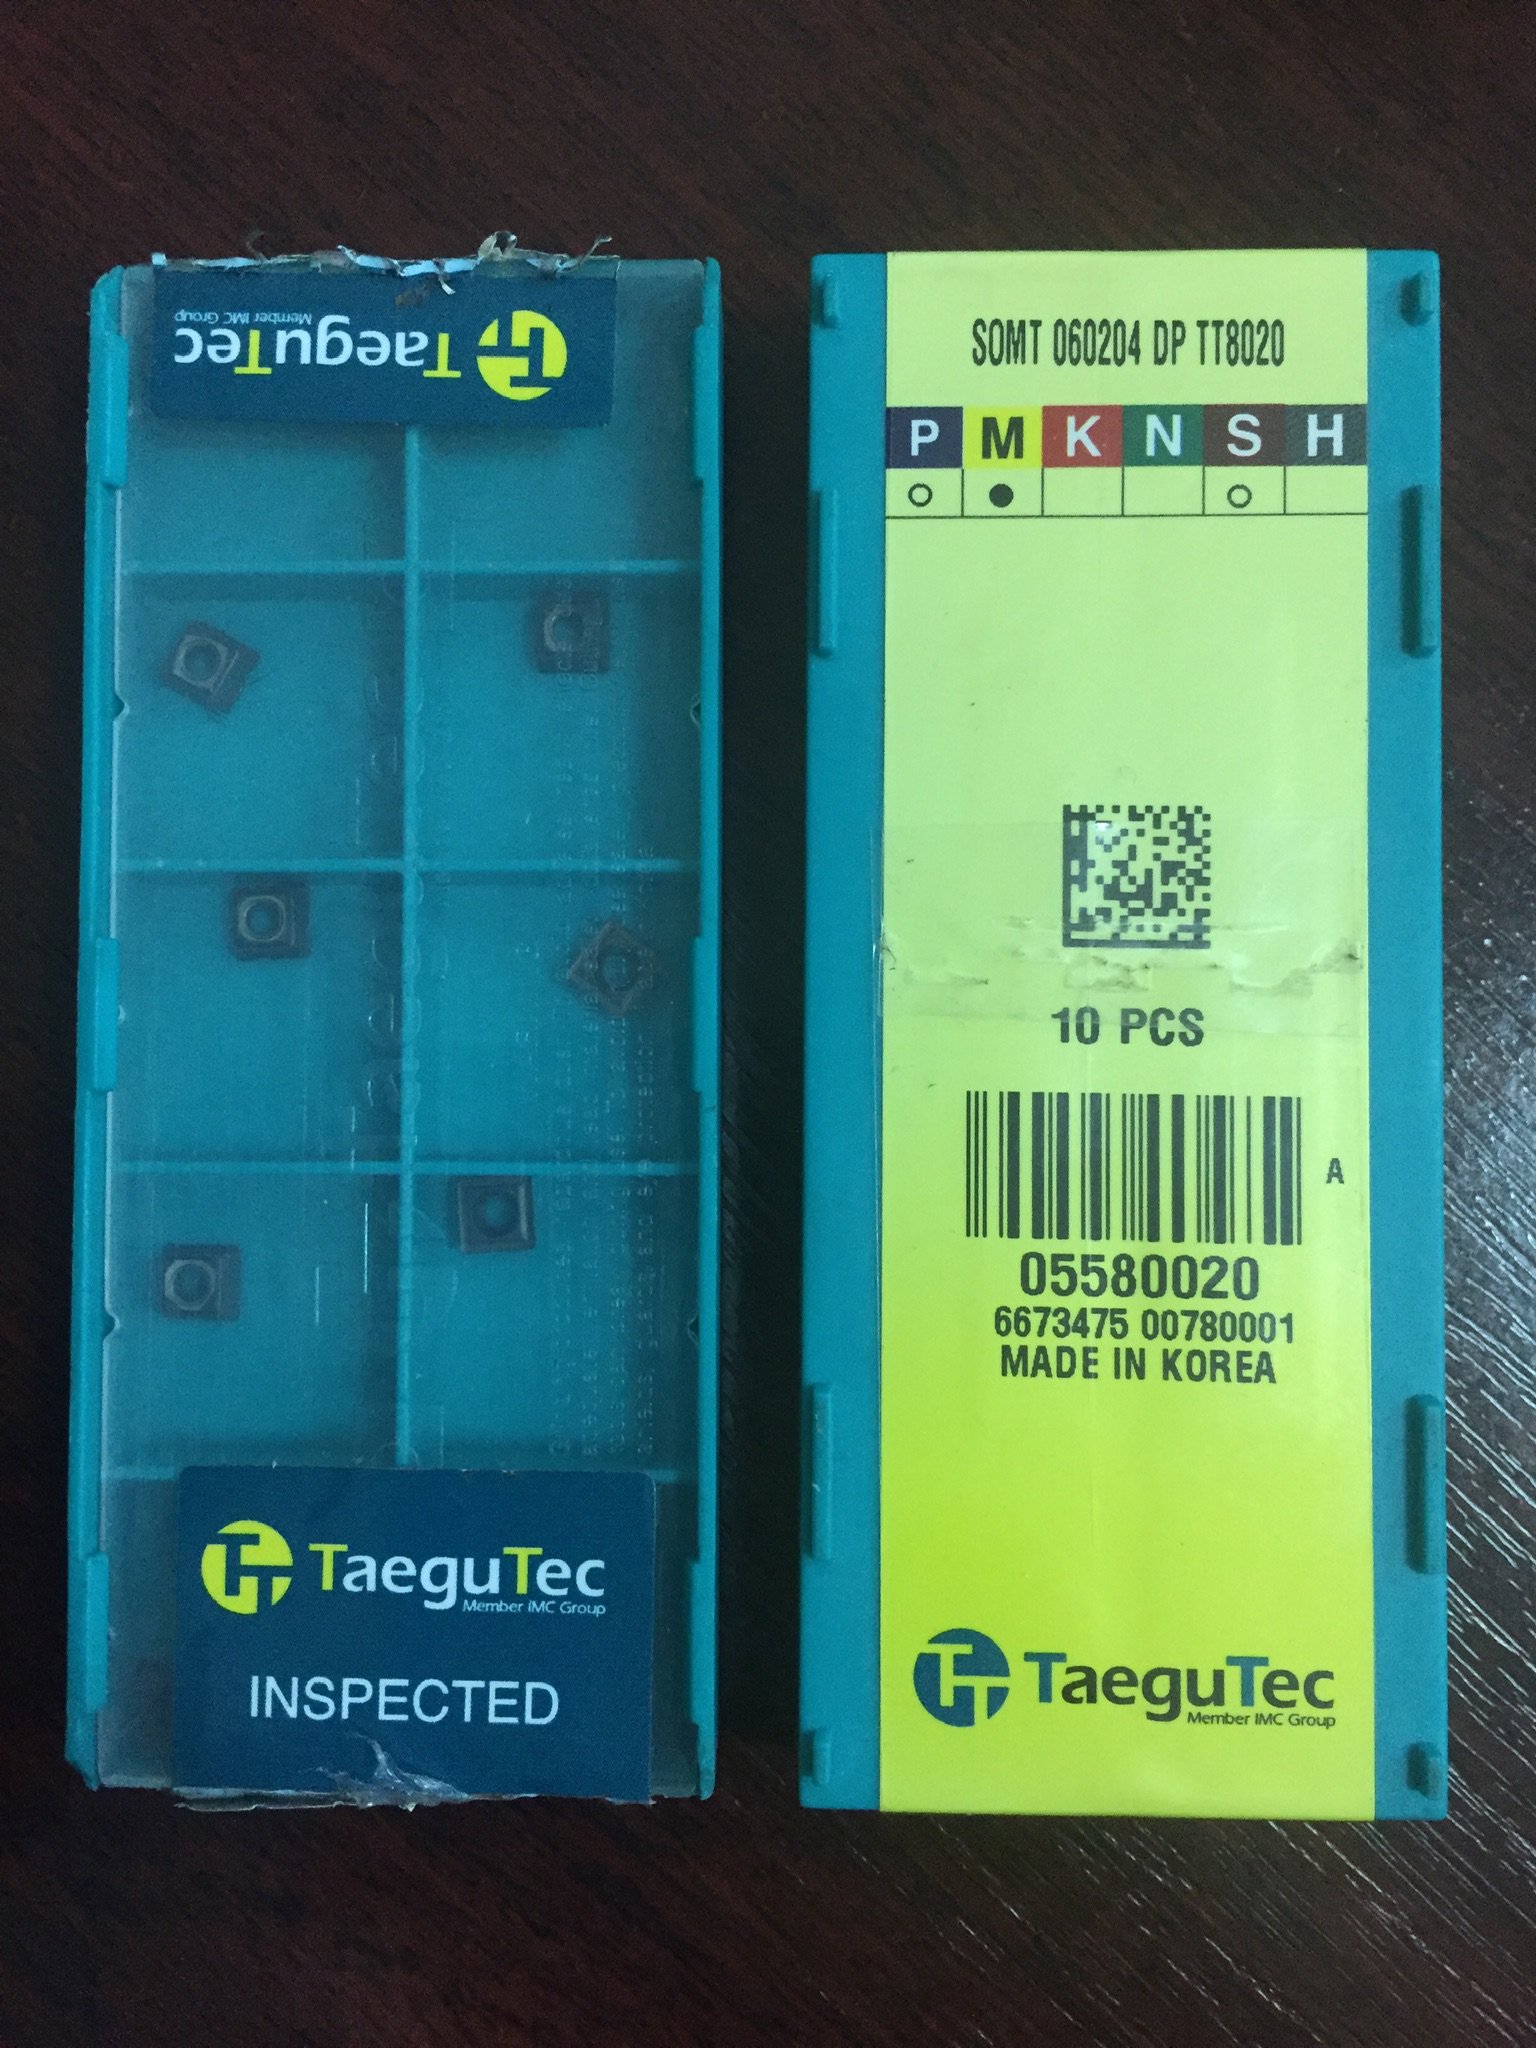 TaeguTec
Member IMC Group
TaeguTec
Member IMC Group
INSPECTED
SOMT 060204 DP TT8020
P M K N S H
10 PCS
A
05580020
6673475 00780001
MADE IN KOREA
TaeguTec
Member IMC Group